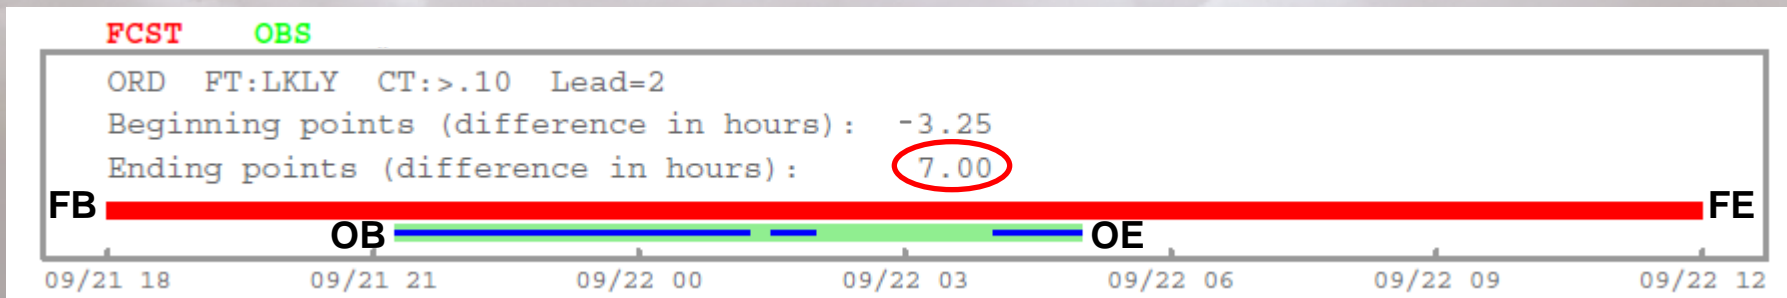 FCST OBS
ORD FT:LKLY CT:>.10 Lead=2
Beginning points (difference in hours): -3.25
Ending points (difference in hours): 7.00
FB FE
OB OE
09/21 18 09/21 21 09/22 00 09/22 03 09/22 06 09/22 09 09/22 12